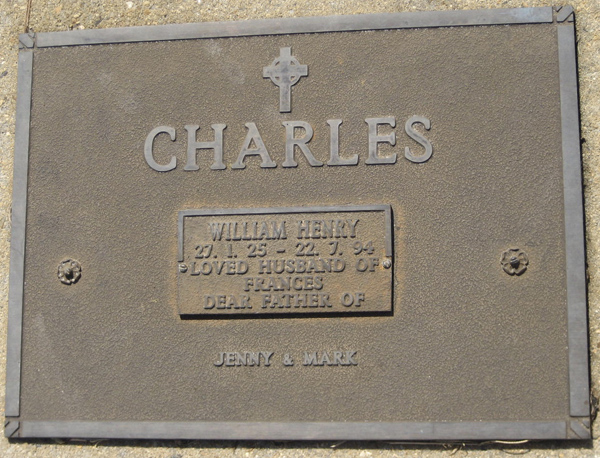 CHARLES
WILLIAM HENRY
27. 1. 25 - 22. 7. 94
LOVED HUSBAND OF
FRANCES
DEAR FATHER OF
JENNY & MARK